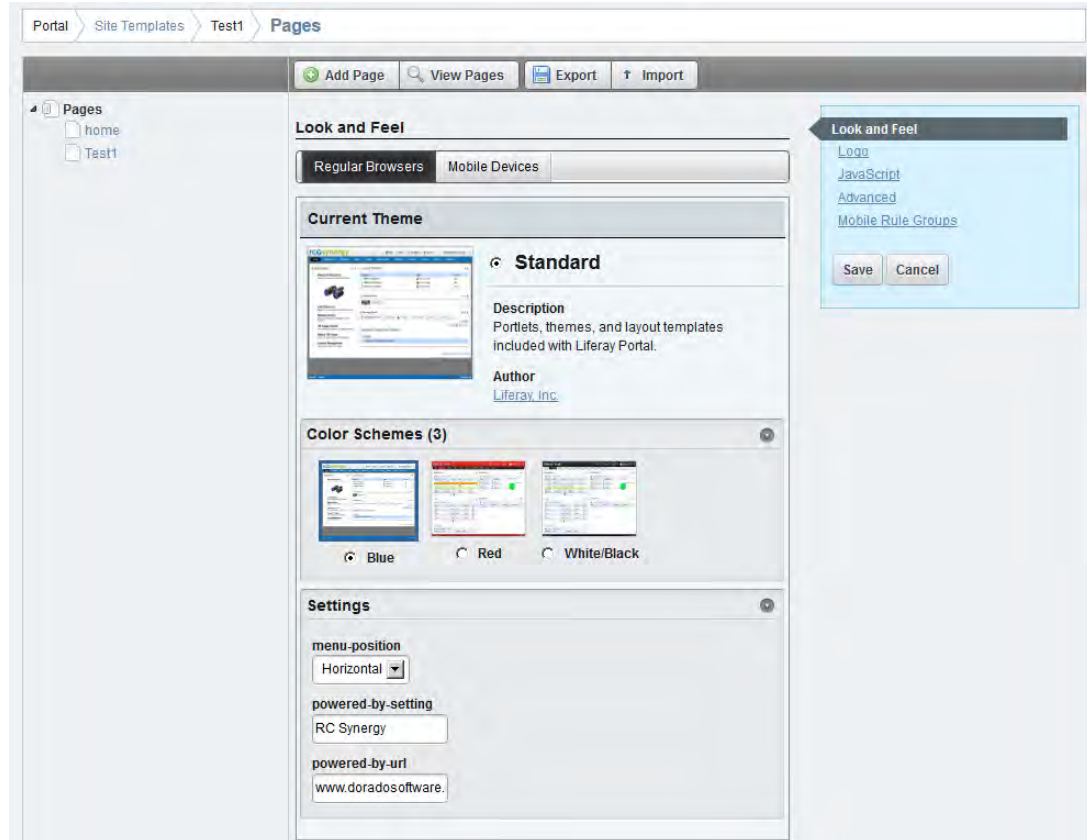 Portal Site Templates Test1 Pages
Add Page View Pages Export Import
Pages
home
Test1
Look and Feel
Regular Browsers Mobile Devices
Current Theme
Standard
Description
Portlets, themes, and layout templates
included with Liferay Portal.
Author
Liferay, Inc.
Color Schemes (3)
Blue Red White/Black
Settings
menu-position
Horizontal
powered-by-setting
RC Synergy
powered-by-url
www.doradosoftware.
Look and Feel
Logo
JavaScript
Advanced
Mobile Rule Groups
Save Cancel